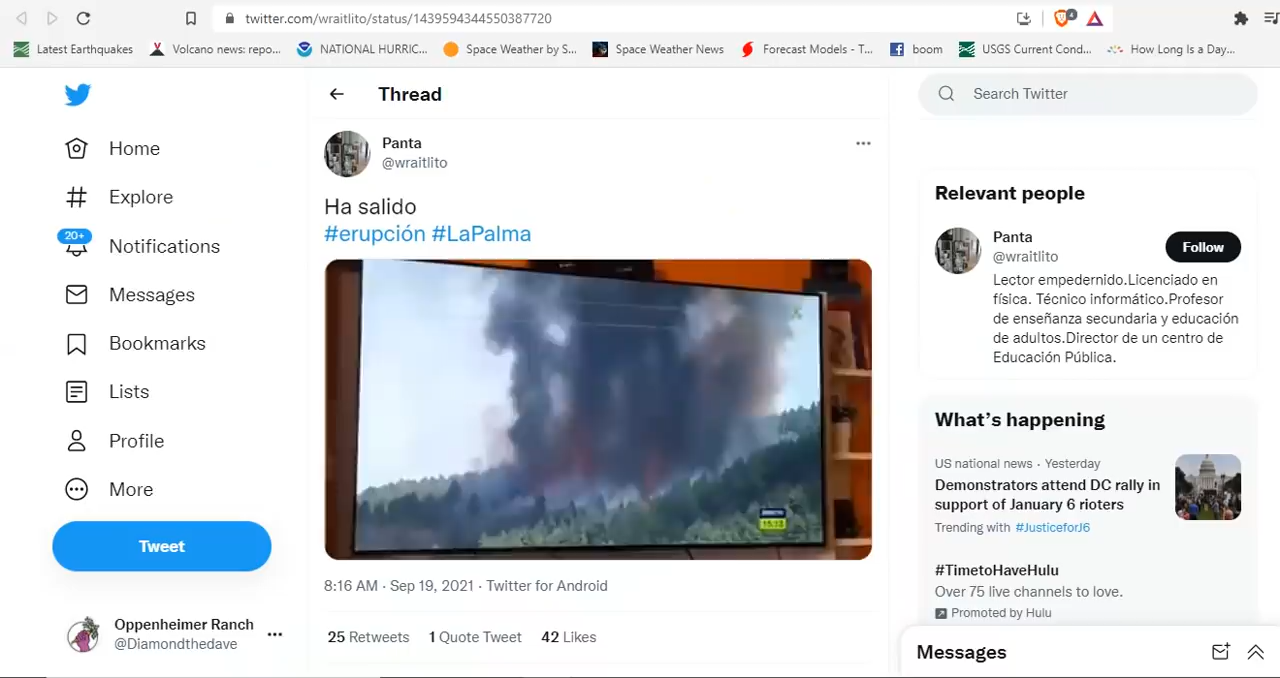 twitter.com/wraitlito/status/1439594344550387720
4
Latest Earthquakes
Volcano news: repo...
NATIONAL HURRIC...
Space Weather by S...
Space Weather News
Forecast Models - T...
boom
USGS Current Cond...
How Long Is a Day...
Home
Explore
20+
Notifications
Messages
Bookmarks
Lists
Profile
More
Tweet
Oppenheimer Ranch
@Diamondthedave
Thread
Panta
@wraitlito
Ha salido
#erupción #LaPalma
DIRECTO
15:13
8:16 AM · Sep 19, 2021 · Twitter for Android
25 Retweets 1 Quote Tweet 42 Likes
Search Twitter
Relevant people
Panta
@wraitlito
Follow
Lector empedernido.Licenciado en
física. Técnico informático.Profesor
de enseñanza secundaria y educación
de adultos.Director de un centro de
Educación Pública.
What's happening
US national news · Yesterday
Demonstrators attend DC rally in
support of January 6 rioters
Trending with #JusticeforJ6
#TimetoHaveHulu
Over 75 live channels to love.
Promoted by Hulu
Messages